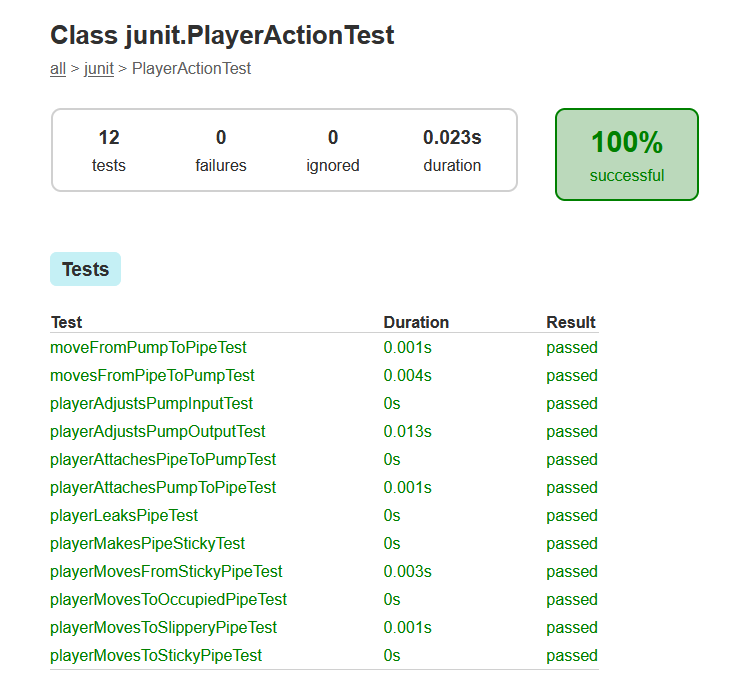 Class junit.PlayerActionTest
all > junit > PlayerActionTest
12 0 0 0.023s
tests failures ignored duration
100%
successful
Tests
Test Duration Result
moveFromPumpToPipeTest 0.001s passed
movesFromPipeToPumpTest 0.004s passed
playerAdjustsPumpInputTest 0s passed
playerAdjustsPumpOutputTest 0.013s passed
playerAttachesPipeToPumpTest 0s passed
playerAttachesPumpToPipeTest 0.001s passed
playerLeaksPipeTest 0s passed
playerMakesPipeStickyTest 0s passed
playerMovesFromStickyPipeTest 0.003s passed
playerMovesToOccupiedPipeTest 0s passed
playerMovesToSlipperyPipeTest 0.001s passed
playerMovesToStickyPipeTest 0s passed